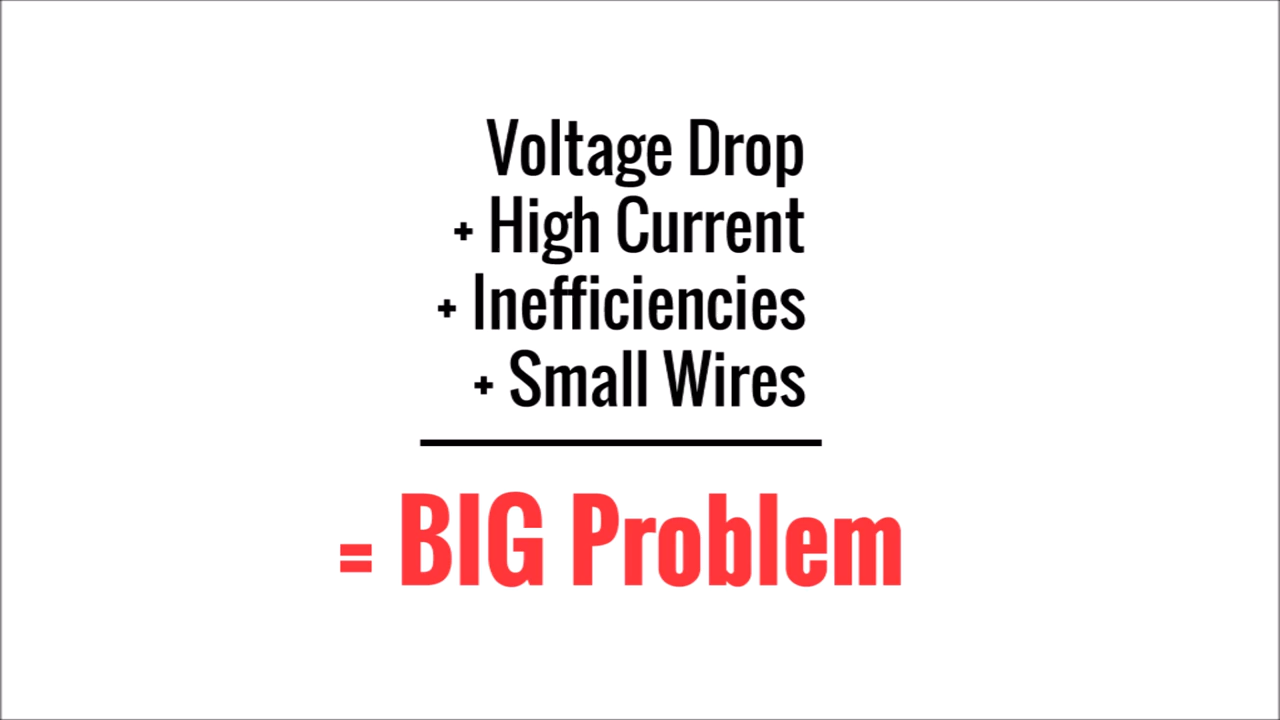 Voltage Drop
+ High Current
+ Inefficiencies
+ Small Wires
= BIG Problem